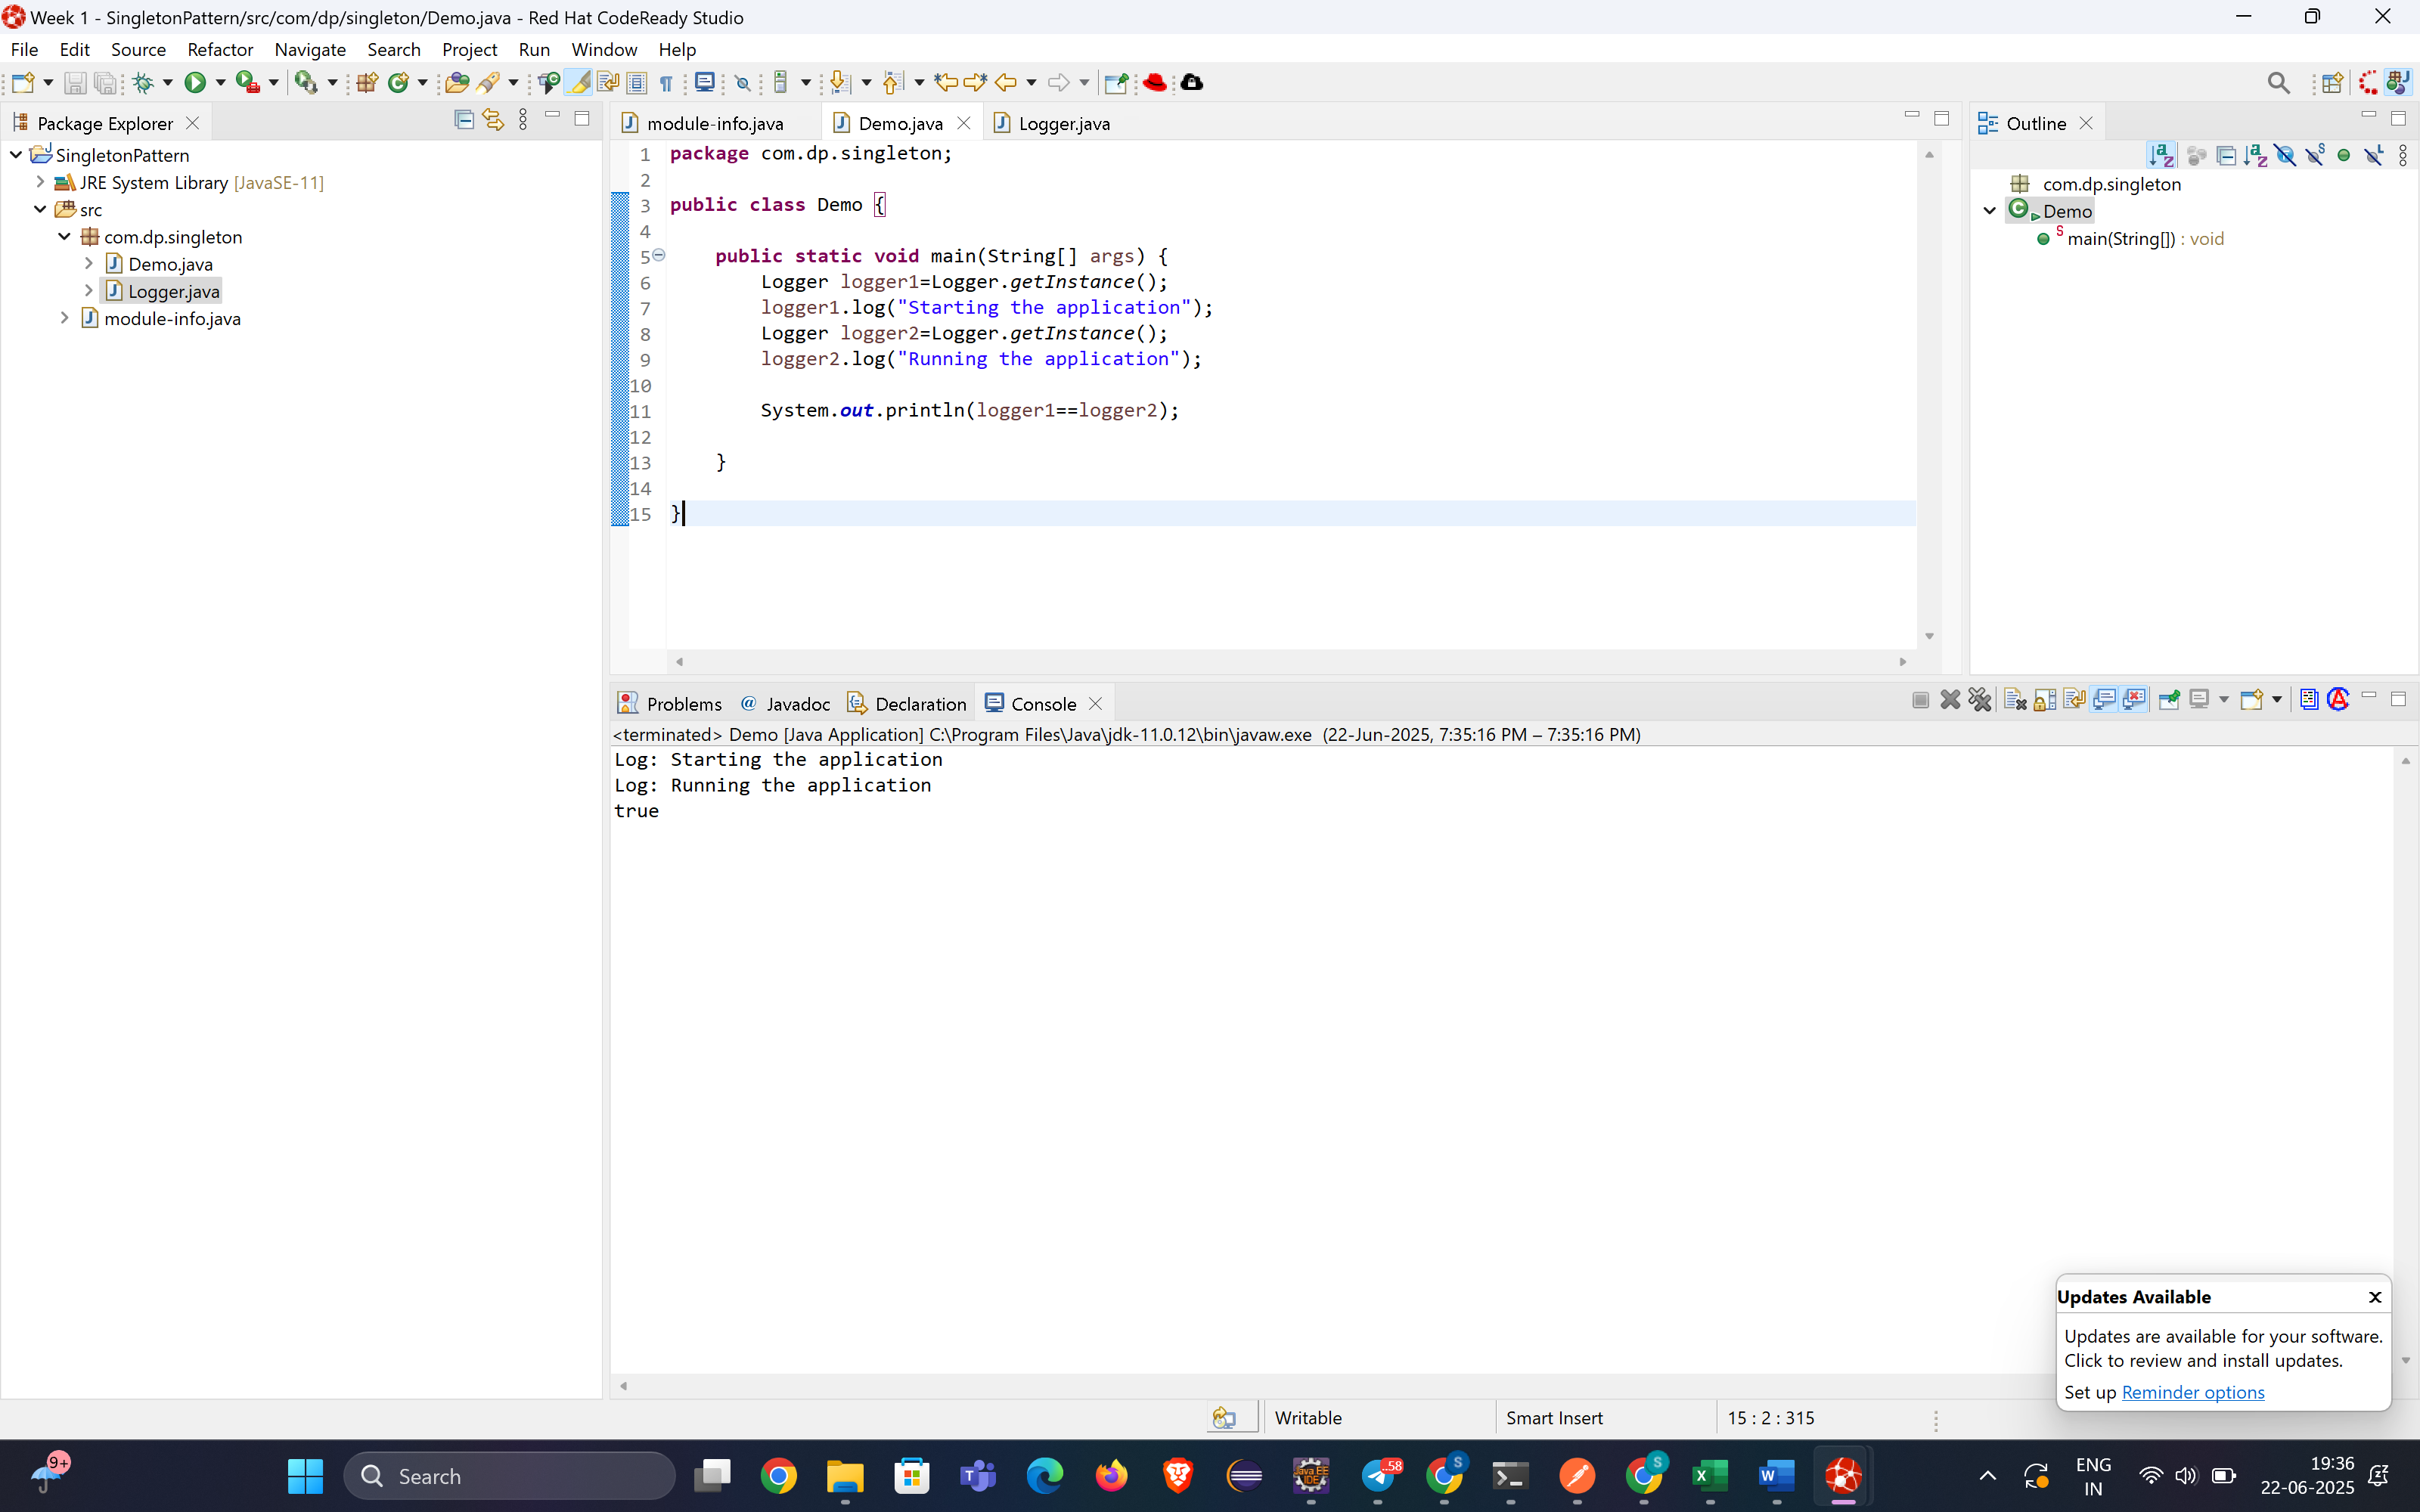 Week 1 - SingletonPattern/src/com/dp/singleton/Demo.java - Red Hat CodeReady Studio
File Edit Source Refactor Navigate Search Project Run Window Help
Package Explorer
SingletonPattern
JRE System Library [JavaSE-11]
src
com.dp.singleton
Demo.java
Logger.java
module-info.java
module-info.java Demo.java Logger.java
1 package com.dp.singleton;
2
3 public class Demo {
4
5 public static void main(String[] args) {
6 Logger logger1=Logger.getInstance();
7 logger1.log("Starting the application");
8 Logger logger2=Logger.getInstance();
9 logger2.log("Running the application");
10
11 System.out.println(logger1==logger2);
12
13 }
14
15 }
Outline
com.dp.singleton
Demo
main(String[]) : void
Problems Javadoc Declaration Console
<terminated> Demo [Java Application] C:\Program Files\Java\jdk-11.0.12\bin\javaw.exe (22-Jun-2025, 7:35:16 PM – 7:35:16 PM)
Log: Starting the application
Log: Running the application
true
Updates Available
Updates are available for your software.
Click to review and install updates.
Set up Reminder options
Writable Smart Insert 15 : 2 : 315
9+
Search
58
S
S
ENG
IN
19:36
22-06-2025